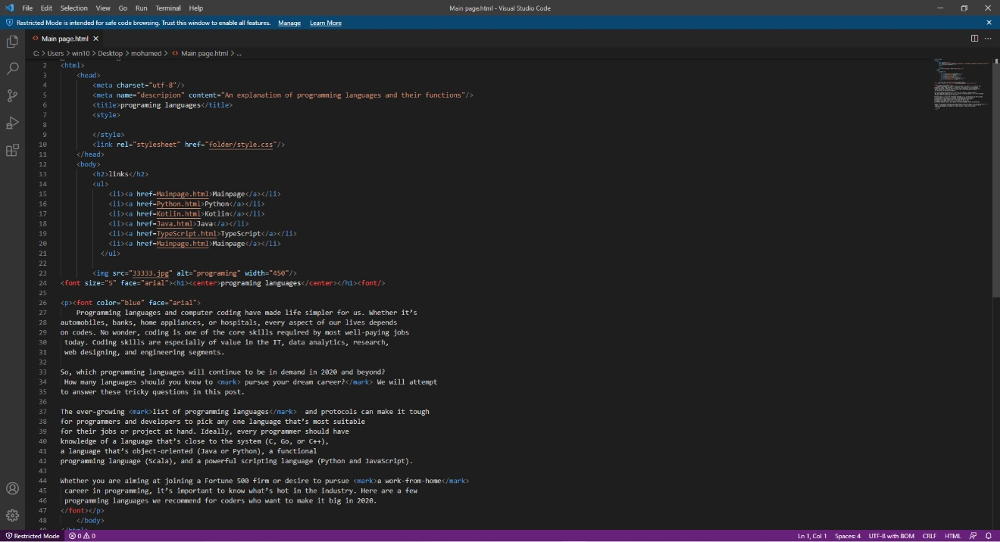 File Edit Selection View Go Run Terminal Help Main page.html - Visual Studio Code
Restricted Mode is intended for safe code browsing. Trust this window to enable all features. Manage Learn More
Main page.html
C: > Users > win10 > Desktop > mohamed > Main page.html > ...
2 <html>
3 <head>
4 <meta charset="utf-8"/>
5 <meta name="descripion" content="An explanation of programming languages and their functions"/>
6 <title>programing languages</title>
7 <style>
8
9 </style>
10 <link rel="stylesheet" href="folder/style.css"/>
11 </head>
12 <body>
13 <h2>links</h2>
14 <ul>
15 <li><a href=Mainpage.html>Mainpage</a></li>
16 <li><a href=Python.html>Python</a></li>
17 <li><a href=Kotlin.html>Kotlin</a></li>
18 <li><a href=Java.html>Java</a></li>
19 <li><a href=TypeScript.html>TypeScript</a></li>
20 <li><a href=Mainpage.html>Mainpage</a></li>
21 </ul>
22
23 <img src="33333.jpg" alt="programing" width="450"/>
24 <font size="5" face="arial"><h1><center>programing languages</center></h1><font/>
25
26 <p><font color="blue" face="arial">
27 Programming languages and computer coding have made life simpler for us. Whether it’s
28 automobiles, banks, home appliances, or hospitals, every aspect of our lives depends
29 on codes. No wonder, coding is one of the core skills required by most well-paying jobs
30 today. Coding skills are especially of value in the IT, data analytics, research,
31 web designing, and engineering segments.
32
33 So, which programming languages will continue to be in demand in 2020 and beyond?
34 How many languages should you know to <mark> pursue your dream career?</mark> We will attempt
35 to answer these tricky questions in this post.
36
37 The ever-growing <mark>list of programming languages</mark>  and protocols can make it tough
38 for programmers and developers to pick any one language that’s most suitable
39 for their jobs or project at hand. Ideally, every programmer should have
40 knowledge of a language that’s close to the system (C, Go, or C++),
41 a language that’s object-oriented (Java or Python), a functional
42 programming language (Scala), and a powerful scripting language (Python and JavaScript).
43
44 Whether you are aiming at joining a Fortune 500 firm or desire to pursue <mark>a work-from-home</mark>
45 career in programming, it’s important to know what’s hot in the industry. Here are a few
46 programming languages we recommend for coders who want to make it big in 2020.
47 </font></p>
48 </body>
49 </html>
Restricted Mode 0 0 Ln 1, Col 1 Spaces: 4 UTF-8 with BOM CRLF HTML